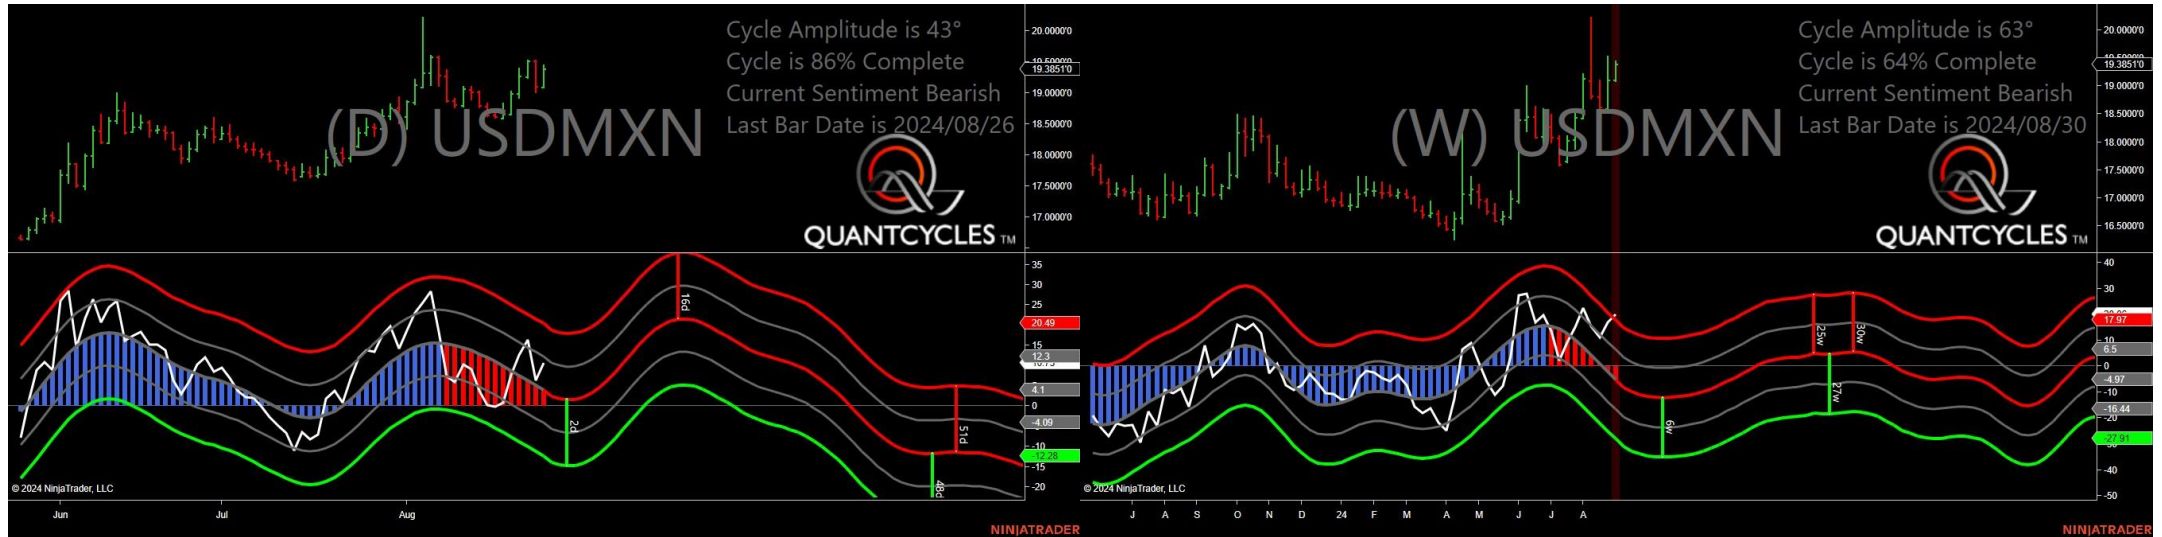 Cycle Amplitude is 43°
Cycle is 86% Complete
Current Sentiment Bearish
Last Bar Date is 2024/08/26
(D) USDMXN
QUANTCYCLES TM
20.0000'0
19.3851'0
19.0000'0
18.5000'0
18.0000'0
17.5000'0
17.0000'0
16d
2d
51d
48d
35
30
25
20.49
15
12.3
4.1
0
-4.09
-10
-12.28
-15
-20
© 2024 NinjaTrader, LLC
Jun
Jul
Aug
NINJATRADER
Cycle Amplitude is 63°
Cycle is 64% Complete
Current Sentiment Bearish
Last Bar Date is 2024/08/30
(W) USDMXN
QUANTCYCLES TM
20.0000'0
19.3851'0
19.0000'0
18.5000'0
18.0000'0
17.5000'0
17.0000'0
16.5000'0
25w
30w
27w
6w
40
30
17.97
10
6.5
0
-4.97
-10
-16.44
-20
-27.91
-40
-50
© 2024 NinjaTrader, LLC
J A S O N D 24 F M A M J J A
NINJATRADER